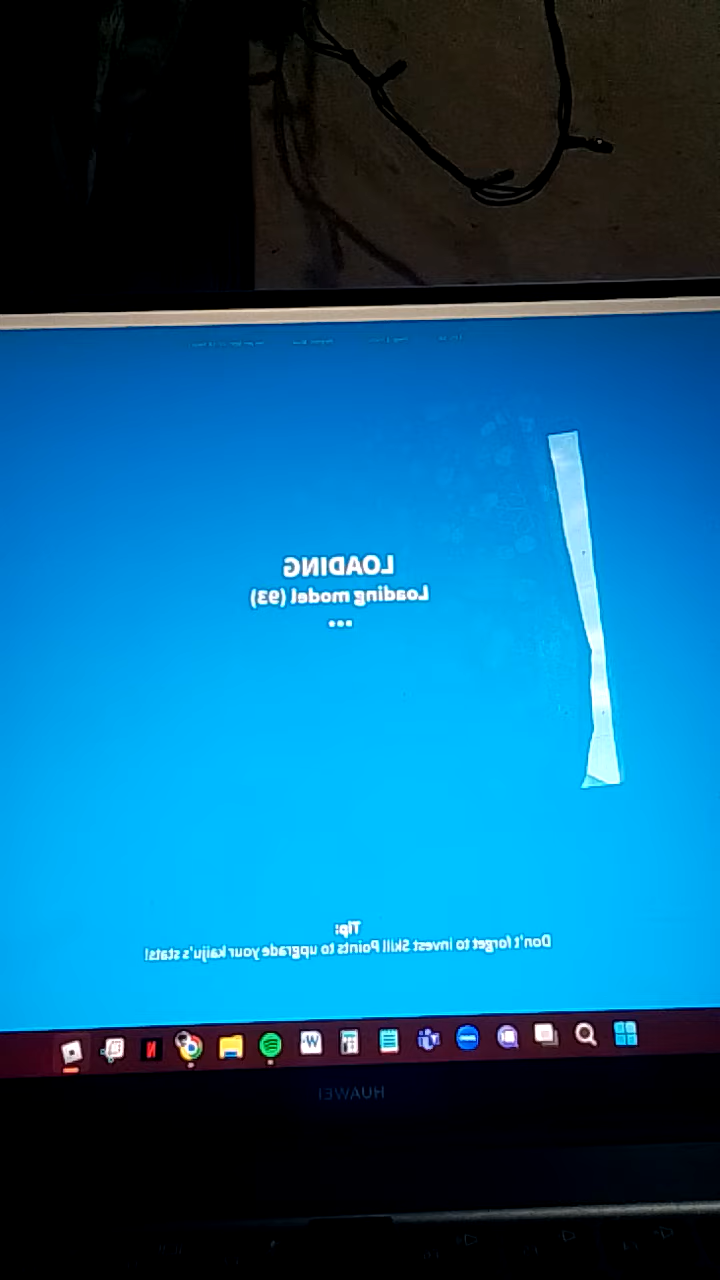 LOADING
Loading model (93)
...
Tip:
Don't forget to invest Skill Points to upgrade your kaiju's stats!
HUAWEI